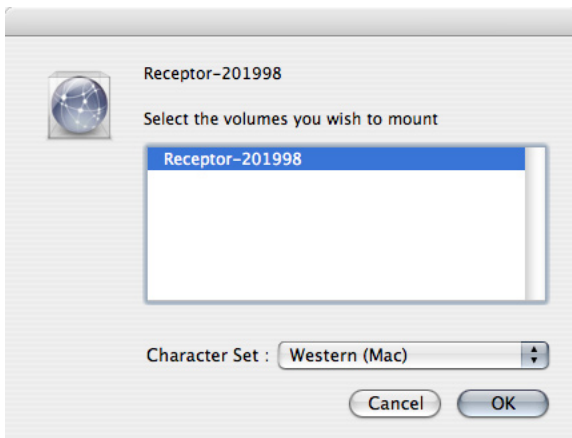 Receptor-201998
Select the volumes you wish to mount
Receptor-201998
Character Set : Western (Mac)
Cancel OK